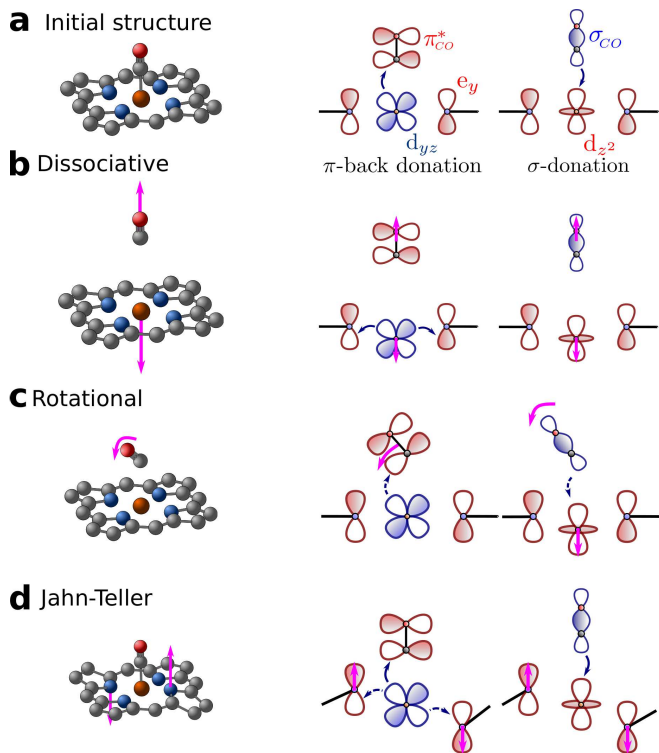 a Initial structure
π*CO
σCO
ey
dyz
dz²
π-back donation
σ-donation
b Dissociative
c Rotational
d Jahn-Teller